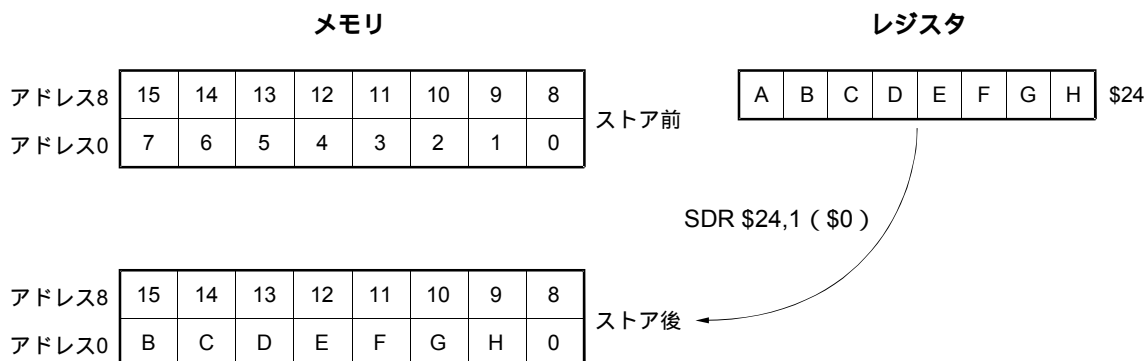 メモリ
レジスタ
アドレス8 15 14 13 12 11 10 9 8
アドレス0 7 6 5 4 3 2 1 0
ストア前
A B C D E F G H $24
SDR $24,1（$0）
アドレス8 15 14 13 12 11 10 9 8
アドレス0 B C D E F G H 0
ストア後